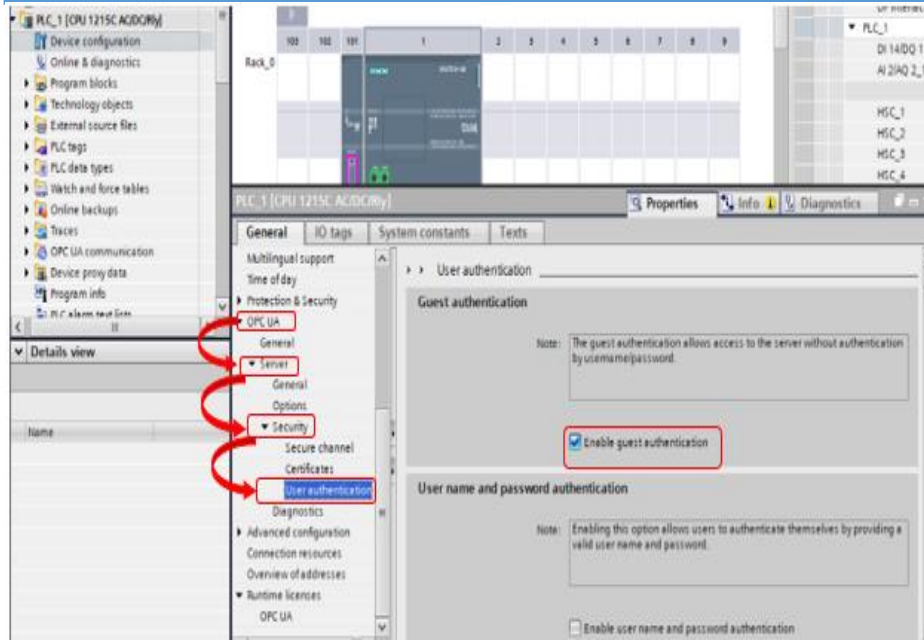 PLC_1 [CPU 1215C AC/DC/Rly]
Device configuration
Online & diagnostics
Program blocks
Technology objects
External source files
PLC tags
PLC data types
Watch and force tables
Online backups
Traces
OPC UA communication
Device proxy data
Program info
PLC alarm text lists
Details view
Name
103 102 101 1 2 3 4 5 6 7 8 9
Rack_0
SIEMENS
PLC_1
DI 14/DQ 1
AI 2/AQ 2_1
HSC_1
HSC_2
HSC_3
HSC_4
PLC_1 [CPU 1215C AC/DC/Rly]
Properties Info Diagnostics
General IO tags System constants Texts
Multilingual support
Time of day
Protection & Security
OPC UA
General
Server
General
Options
Security
Secure channel
Certificates
User authentication
Diagnostics
Advanced configuration
Connection resources
Overview of addresses
Runtime licenses
OPC UA
User authentication
Guest authentication
Note: The guest authentication allows access to the server without authentication
by username/password.
Enable guest authentication
User name and password authentication
Note: Enabling this option allows users to authenticate themselves by providing a
valid user name and password.
Enable user name and password authentication